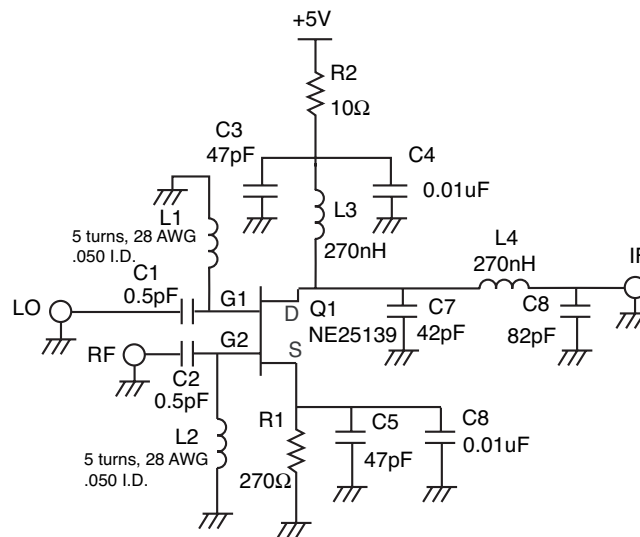 +5V
R2
10Ω
C3
47pF
C4
0.01uF
L3
270nH
L1
5 turns, 28 AWG
.050 I.D.
C1
0.5pF
LO
G1
D
Q1
NE25139
L4
270nH
IF
C7
42pF
C8
82pF
RF
G2
S
C2
0.5pF
L2
5 turns, 28 AWG
.050 I.D.
R1
270Ω
C5
47pF
C8
0.01uF